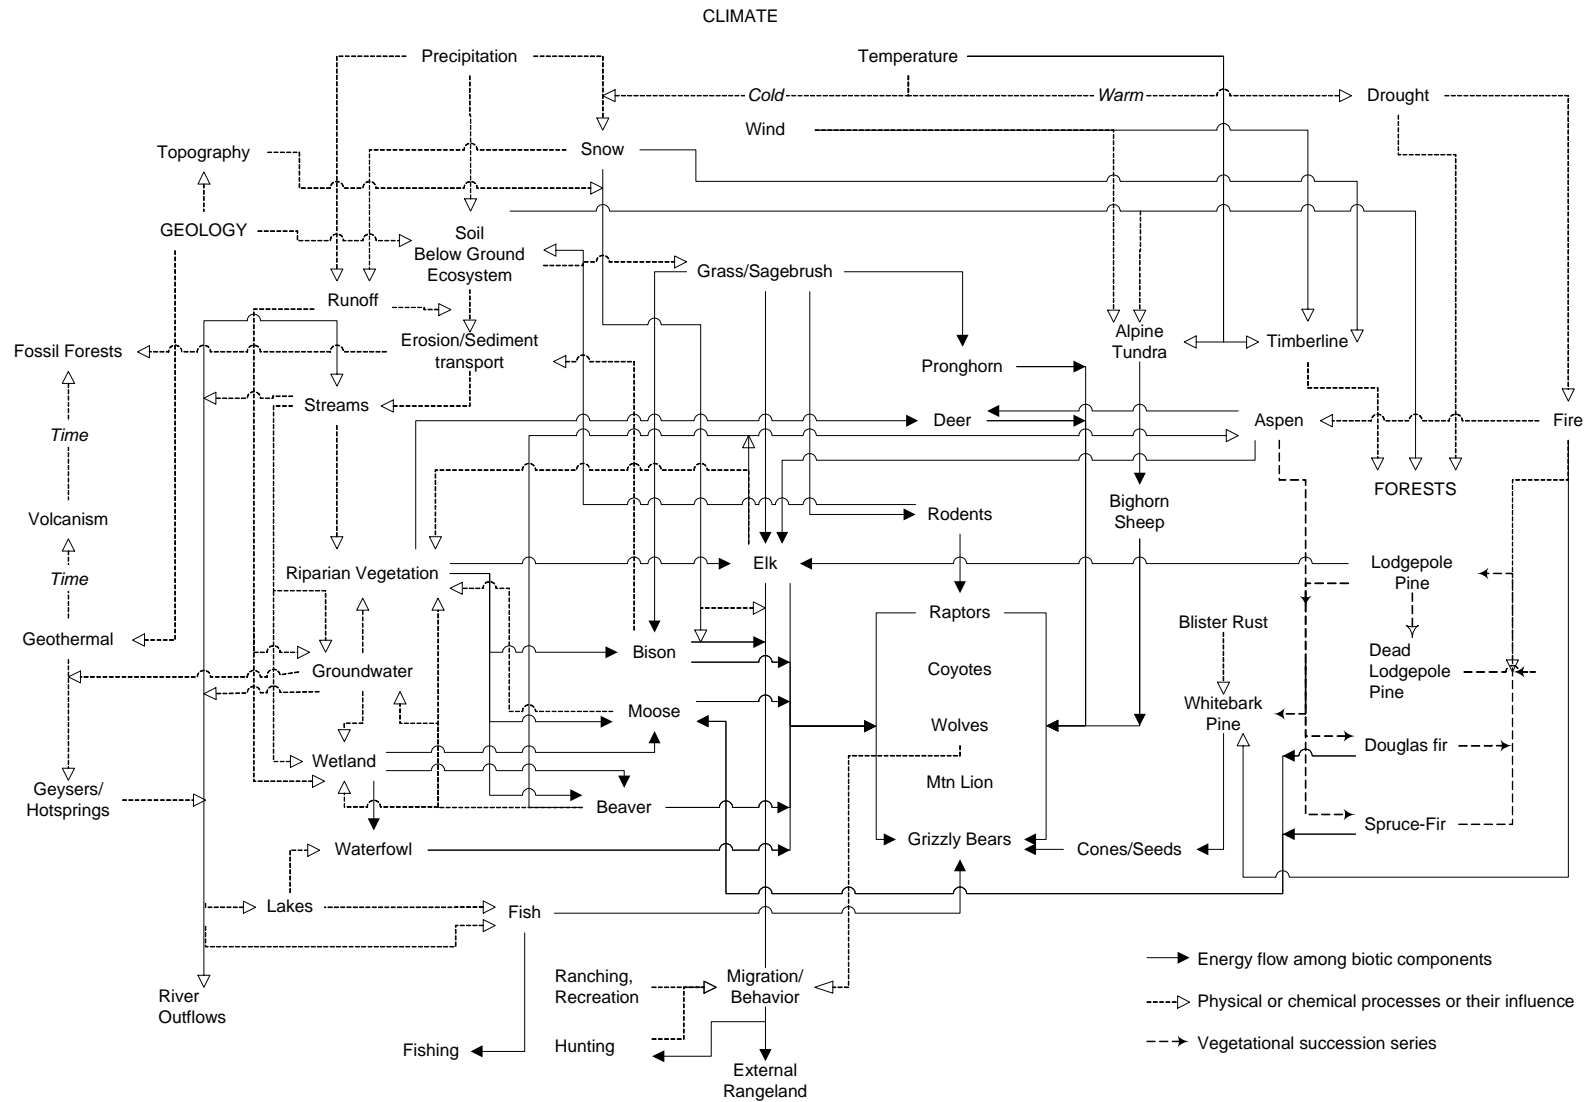 CLIMATE
Precipitation
Temperature
Cold
Warm
Drought
Wind
Snow
Topography
GEOLOGY
Soil
Below Ground
Ecosystem
Grass/Sagebrush
Runoff
Alpine
Tundra
Timberline
Erosion/Sediment
transport
Fossil Forests
Pronghorn
Streams
Deer
Aspen
Fire
Time
FORESTS
Bighorn
Sheep
Rodents
Volcanism
Elk
Riparian Vegetation
Time
Lodgepole
Pine
Raptors
Blister Rust
Geothermal
Bison
Dead
Lodgepole
Pine
Groundwater
Coyotes
Moose
Whitebark
Pine
Wolves
Douglas fir
Wetland
Mtn Lion
Geysers/
Hotsprings
Beaver
Spruce-Fir
Grizzly Bears
Cones/Seeds
Waterfowl
Lakes
Fish
Energy flow among biotic components
Ranching,
Recreation
Migration/
Behavior
River
Outflows
Physical or chemical processes or their influence
Fishing
Hunting
Vegetational succession series
External
Rangeland